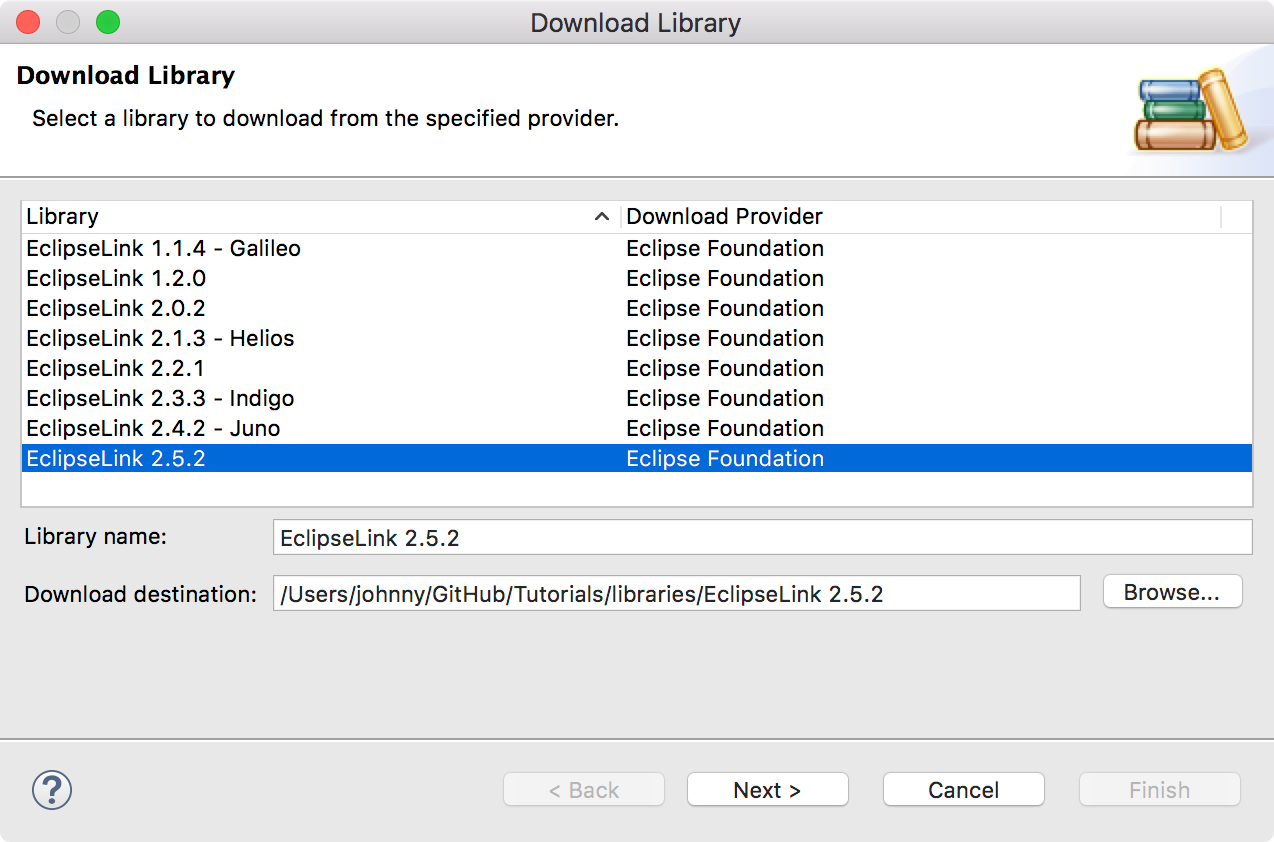 Download Library
Download Library
Select a library to download from the specified provider.
Library Download Provider
EclipseLink 1.1.4 - Galileo Eclipse Foundation
EclipseLink 1.2.0 Eclipse Foundation
EclipseLink 2.0.2 Eclipse Foundation
EclipseLink 2.1.3 - Helios Eclipse Foundation
EclipseLink 2.2.1 Eclipse Foundation
EclipseLink 2.3.3 - Indigo Eclipse Foundation
EclipseLink 2.4.2 - Juno Eclipse Foundation
EclipseLink 2.5.2 Eclipse Foundation
Library name: EclipseLink 2.5.2
Download destination: /Users/johnny/GitHub/Tutorials/libraries/EclipseLink 2.5.2 Browse...
? < Back Next > Cancel Finish